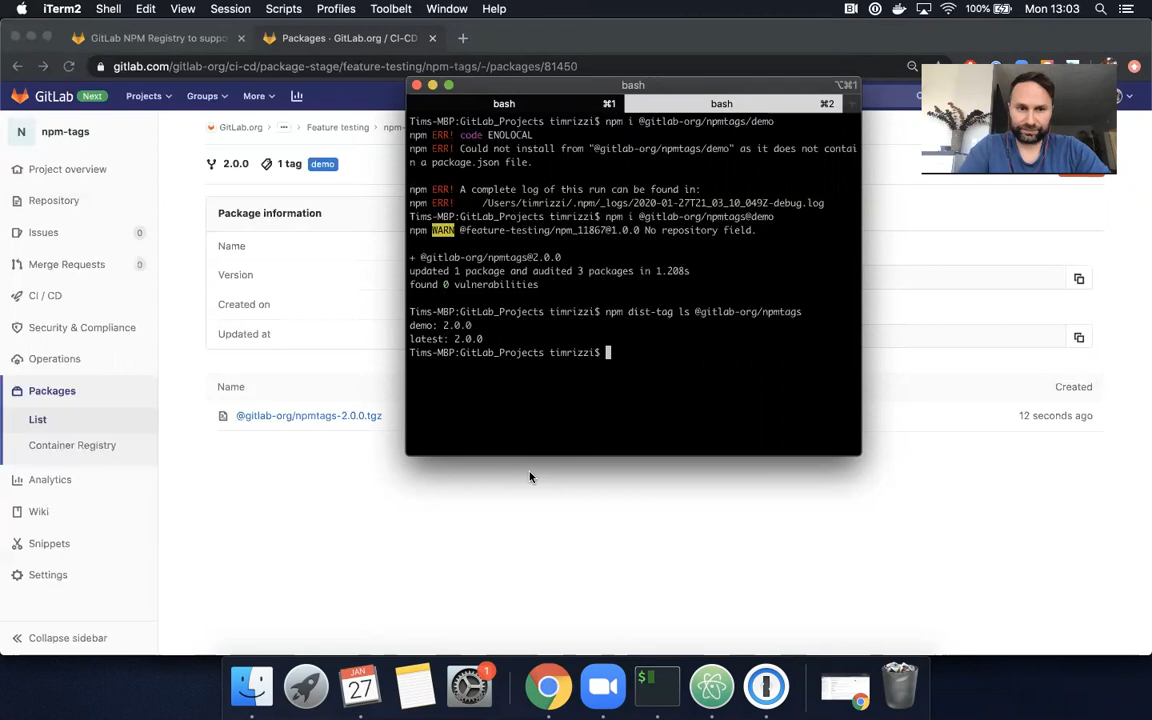 iTerm2 Shell Edit View Session Scripts Profiles Toolbelt Window Help 100% Mon 13:03
GitLab NPM Registry to suppo
Packages · GitLab.org / CI-CD
gitlab.com/gitlab-org/ci-cd/package-stage/feature-testing/npm-tags/-/packages/81450
GitLab Next Projects Groups More
bash ⌥⌘1
bash ⌘1 bash ⌘2
N npm-tags
Project overview
Repository
Issues 0
Merge Requests 0
CI / CD
Security & Compliance
Operations
Packages
List
Container Registry
Analytics
Wiki
Snippets
Settings
Collapse sidebar
GitLab.org Feature testing npm-
2.0.0 1 tag demo
Package information
Name
Version
Created on
Updated at
Name Created
@gitlab-org/npmtags-2.0.0.tgz 12 seconds ago
Tims-MBP:GitLab_Projects timrizzi$ npm i @gitlab-org/npmtags/demo
npm ERR! code ENOLOCAL
npm ERR! Could not install from "@gitlab-org/npmtags/demo" as it does not contai
n a package.json file.
npm ERR! A complete log of this run can be found in:
npm ERR! /Users/timrizzi/.npm/_logs/2020-01-27T21_03_10_049Z-debug.log
Tims-MBP:GitLab_Projects timrizzi$ npm i @gitlab-org/npmtags@demo
npm WARN @feature-testing/npm_11867@1.0.0 No repository field.
+ @gitlab-org/npmtags@2.0.0
updated 1 package and audited 3 packages in 1.208s
found 0 vulnerabilities
Tims-MBP:GitLab_Projects timrizzi$ npm dist-tag ls @gitlab-org/npmtags
demo: 2.0.0
latest: 2.0.0
Tims-MBP:GitLab_Projects timrizzi$
JAN
27
1
$